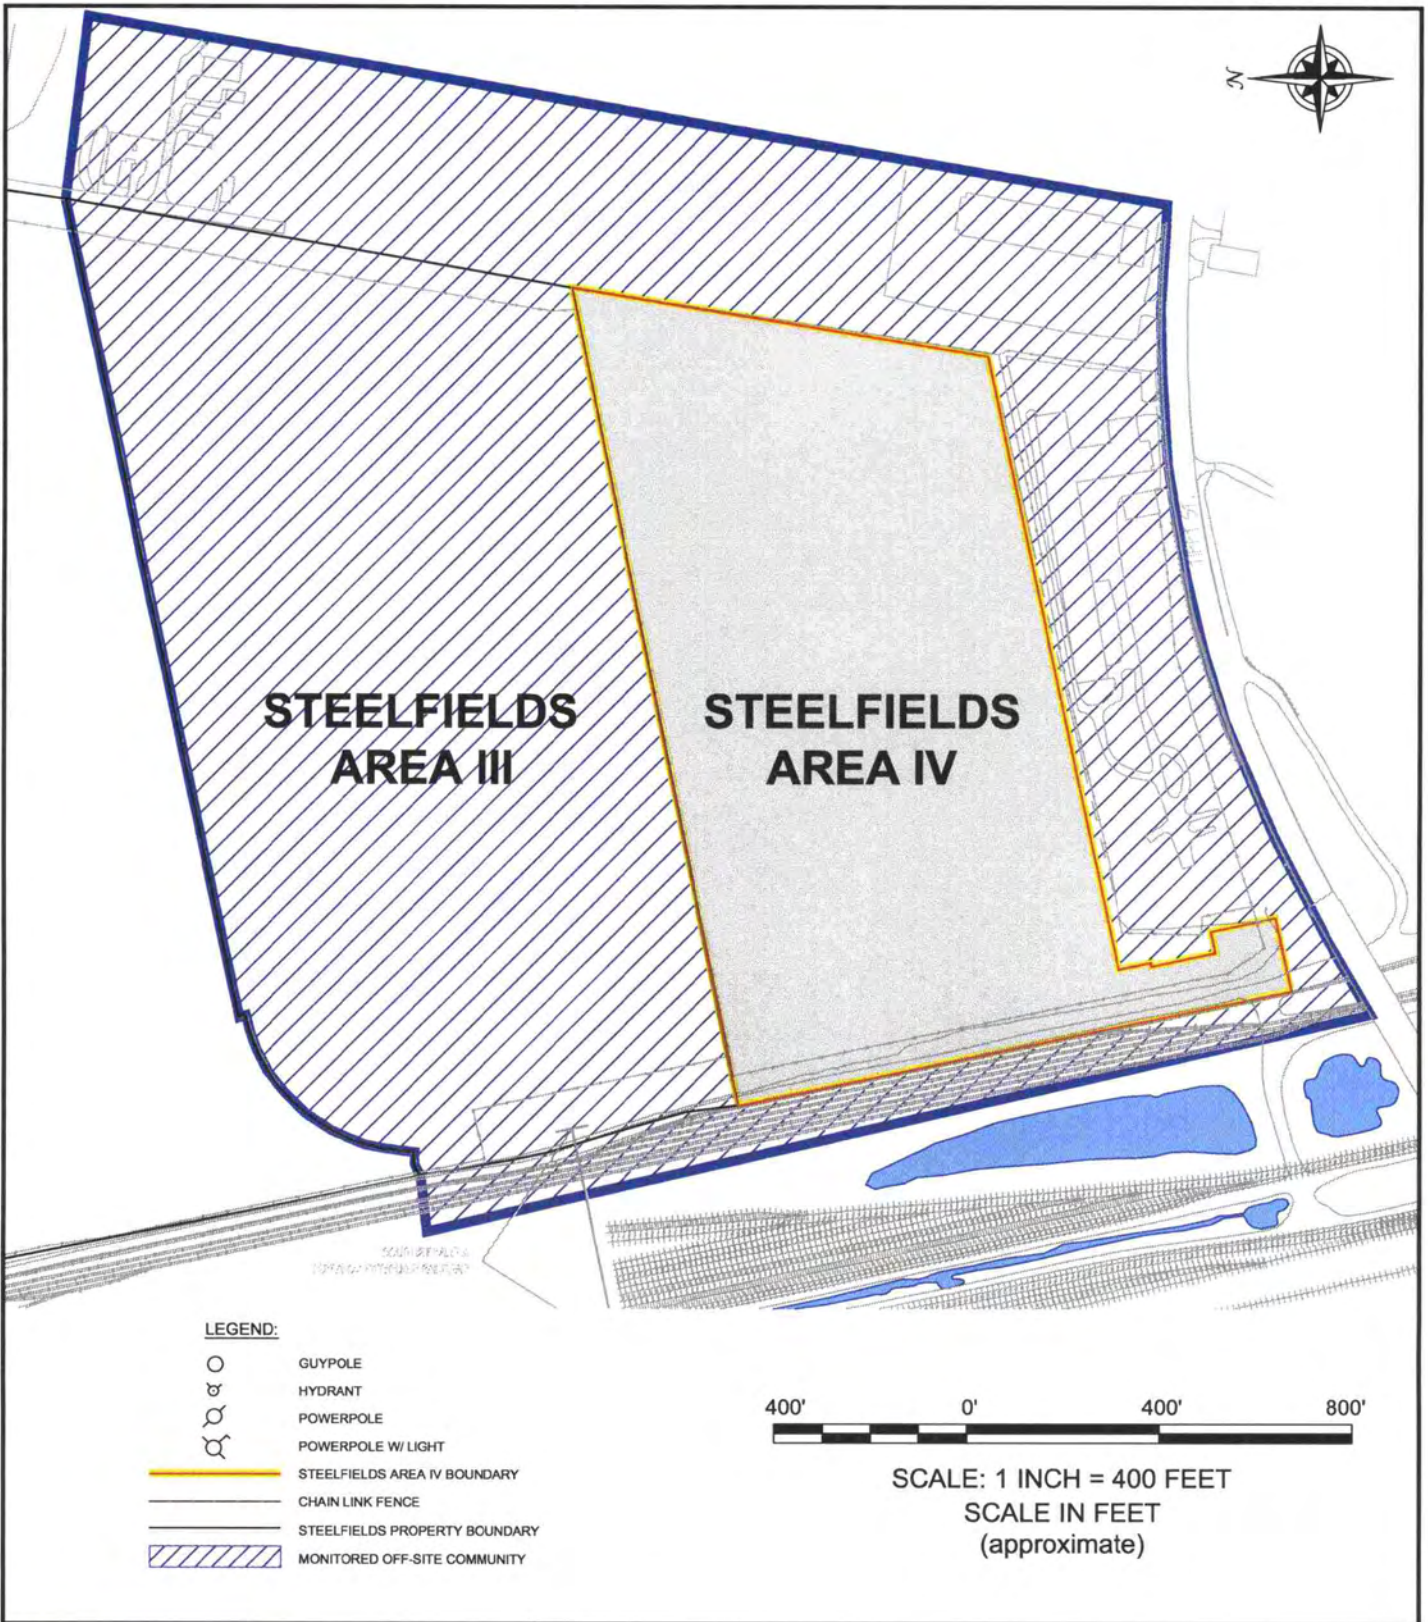 N
STEELFIELDS
AREA III
STEELFIELDS
AREA IV
LEGEND:
GUYPOLE
HYDRANT
POWERPOLE
POWERPOLE W/ LIGHT
STEELFIELDS AREA IV BOUNDARY
CHAIN LINK FENCE
STEELFIELDS PROPERTY BOUNDARY
MONITORED OFF-SITE COMMUNITY
400' 0' 400' 800'
SCALE: 1 INCH = 400 FEET
SCALE IN FEET
(approximate)